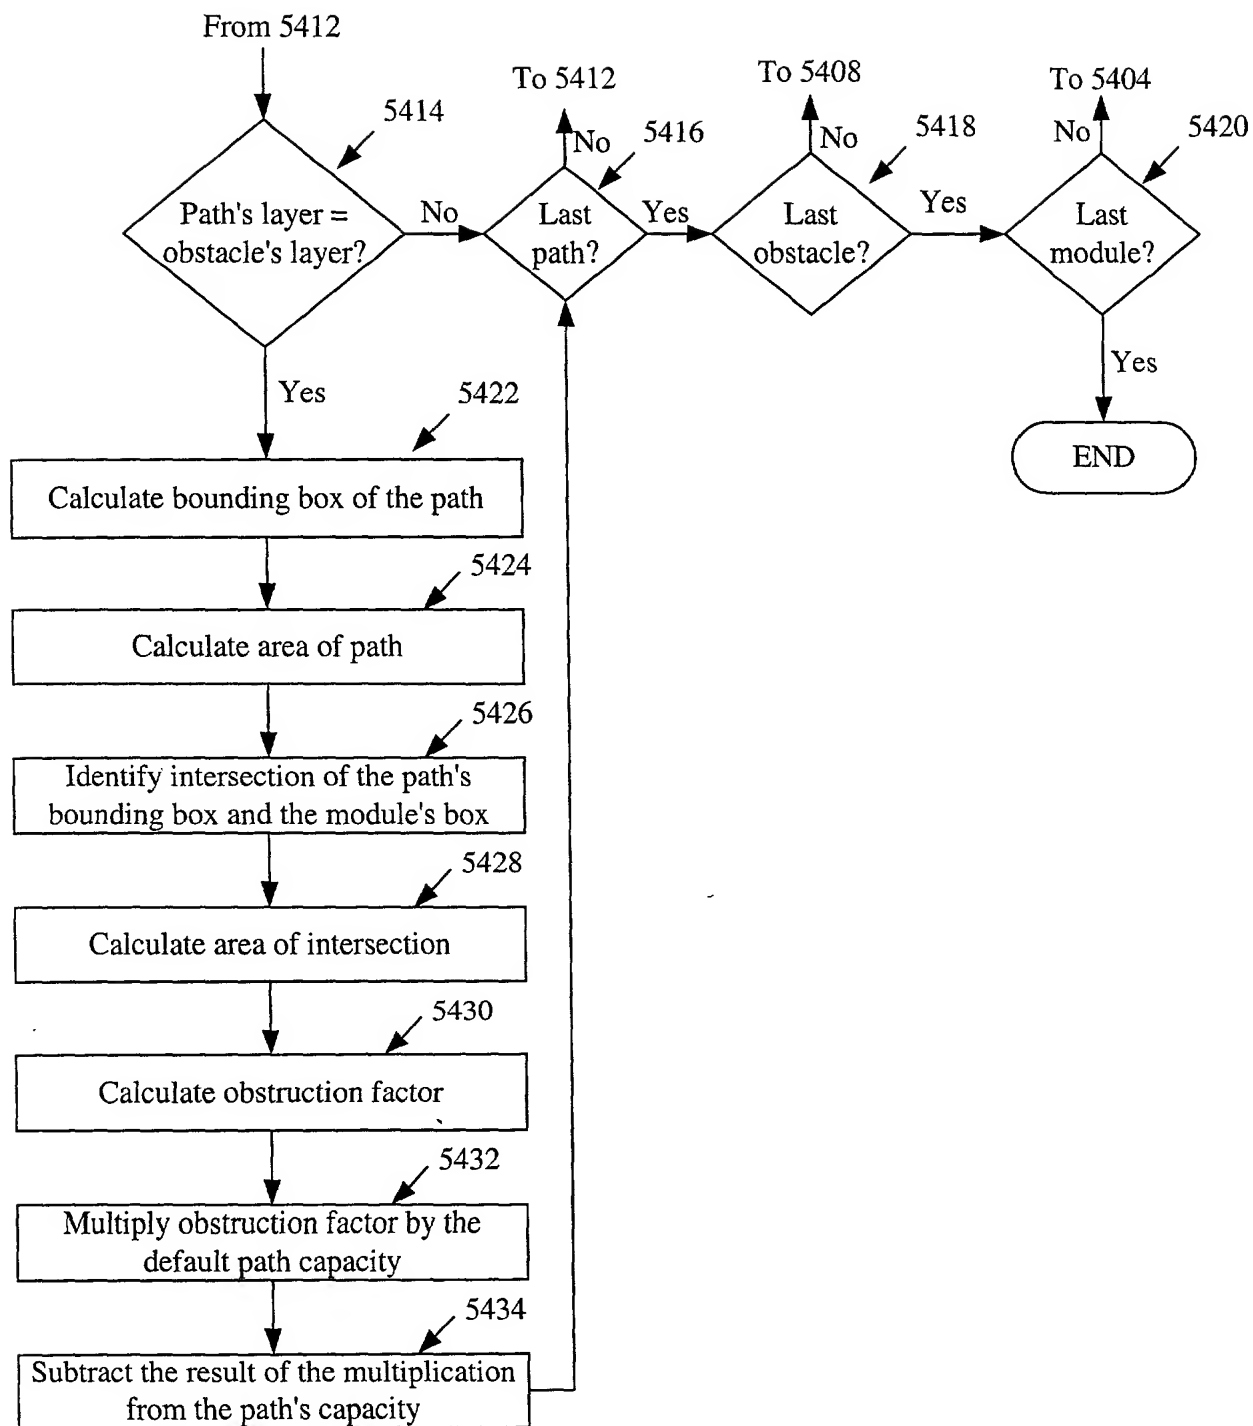 From 5412
To 5412
To 5408
To 5404
5414
5416
5418
5420
No
No
No
Path's layer =
obstacle's layer?
No
Last
path?
Yes
Last
obstacle?
Yes
Last
module?
Yes
Yes
END
5422
Calculate bounding box of the path
5424
Calculate area of path
5426
Identify intersection of the path's
bounding box and the module's box
5428
Calculate area of intersection
5430
Calculate obstruction factor
5432
Multiply obstruction factor by the
default path capacity
5434
Subtract the result of the multiplication
from the path's capacity